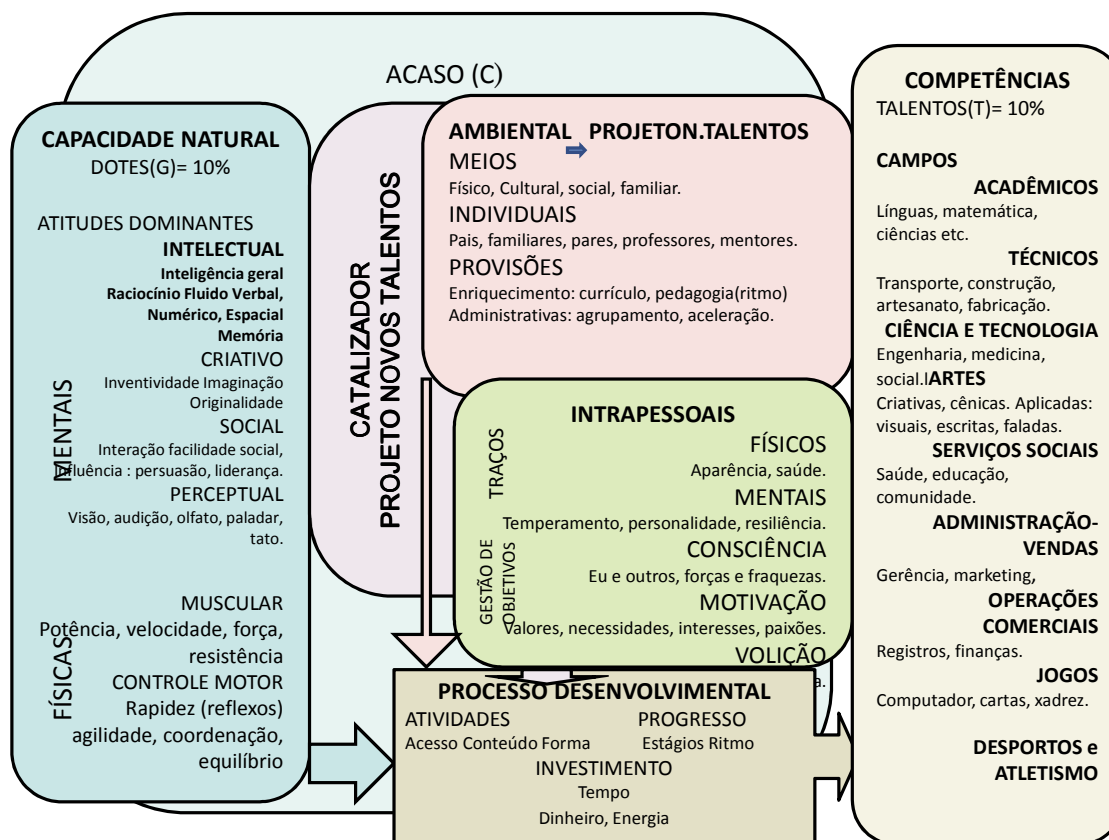 ACASO (C)
CAPACIDADE NATURAL
DOTES(G)= 10%
ATITUDES DOMINANTES
MENTAIS
INTELECTUAL
Inteligência geral
Raciocínio Fluido Verbal,
Numérico, Espacial
Memória
CRIATIVO
Inventividade Imaginação
Originalidade
SOCIAL
Interação facilidade social,
Influência : persuasão, liderança.
PERCEPTUAL
Visão, audição, olfato, paladar,
tato.
FÍSICAS
MUSCULAR
Potência, velocidade, força,
resistência
CONTROLE MOTOR
Rapidez (reflexos)
agilidade, coordenação,
equilíbrio
CATALIZADOR
PROJETO NOVOS TALENTOS
AMBIENTAL PROJETON.TALENTOS
MEIOS
Físico, Cultural, social, familiar.
INDIVIDUAIS
Pais, familiares, pares, professores, mentores.
PROVISÕES
Enriquecimento: currículo, pedagogia(ritmo)
Administrativas: agrupamento, aceleração.
INTRAPESSOAIS
TRAÇOS
FÍSICOS
Aparência, saúde.
MENTAIS
Temperamento, personalidade, resiliência.
GESTÃO DE
OBJETIVOS
CONSCIÊNCIA
Eu e outros, forças e fraquezas.
MOTIVAÇÃO
Valores, necessidades, interesses, paixões.
VOLIÇÃO
PROCESSO DESENVOLVIMENTAL
ATIVIDADES
Acesso Conteúdo Forma
PROGRESSO
Estágios Ritmo
INVESTIMENTO
Tempo
Dinheiro, Energia
COMPETÊNCIAS
TALENTOS(T)= 10%
CAMPOS
ACADÊMICOS
Línguas, matemática,
ciências etc.
TÉCNICOS
Transporte, construção,
artesanato, fabricação.
CIÊNCIA E TECNOLOGIA
Engenharia, medicina,
social.lARTES
Criativas, cênicas. Aplicadas:
visuais, escritas, faladas.
SERVIÇOS SOCIAIS
Saúde, educação,
comunidade.
ADMINISTRAÇÃO-
VENDAS
Gerência, marketing,
OPERAÇÕES
COMERCIAIS
Registros, finanças.
JOGOS
Computador, cartas, xadrez.
DESPORTOS e
ATLETISMO